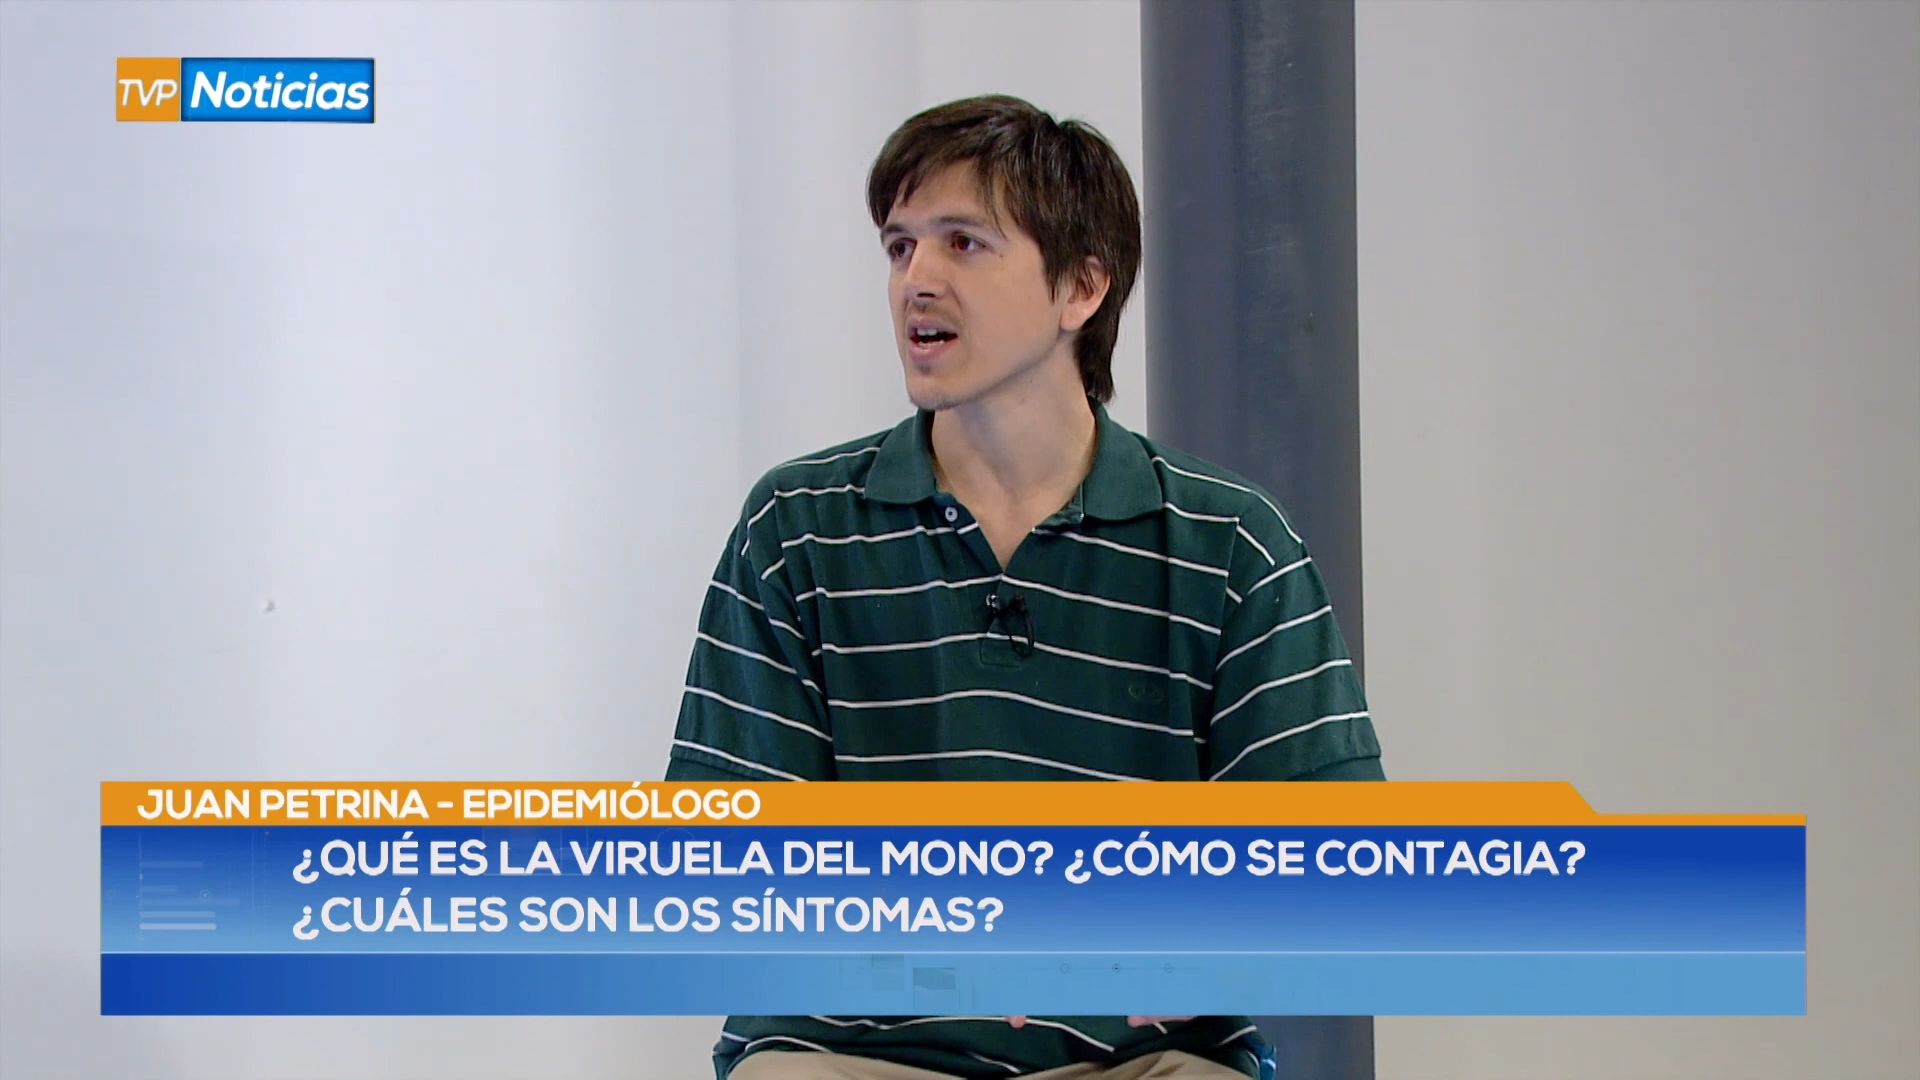 TVP Noticias
JUAN PETRINA - EPIDEMIÓLOGO
¿QUÉ ES LA VIRUELA DEL MONO? ¿CÓMO SE CONTAGIA?
¿CUÁLES SON LOS SÍNTOMAS?